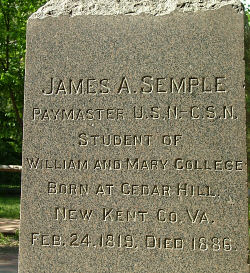 JAMES A. SEMPLE
PAYMASTER U.S.N.-C.S.N.
STUDENT OF
WILLIAM AND MARY COLLEGE
BORN AT CEDAR HILL,
NEW KENT CO. VA.
FEB. 24. 1819. DIED 1886.